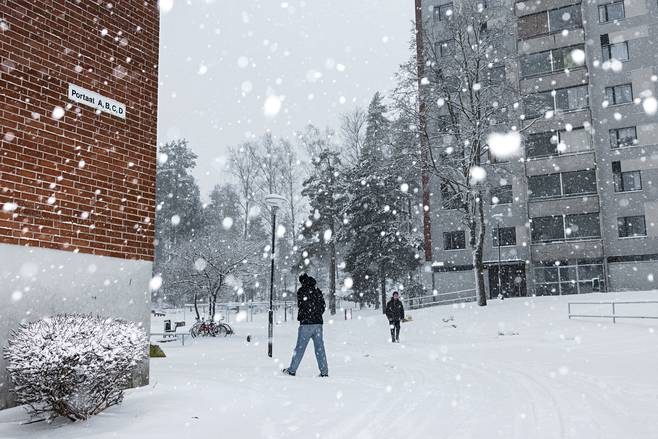 Portaat A, B, C, D